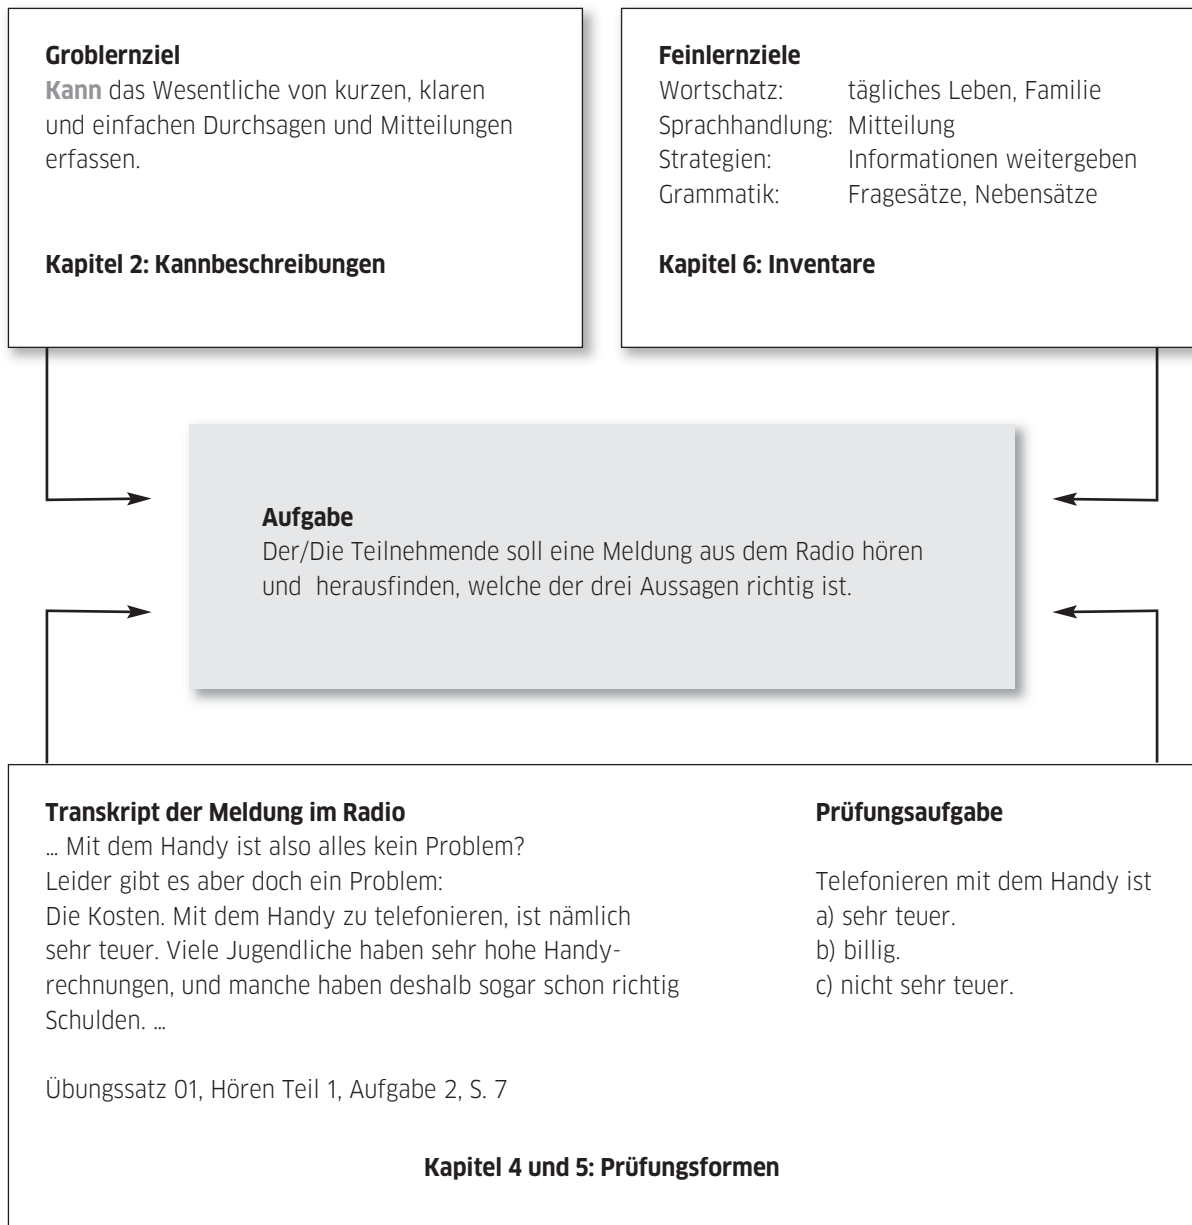 Groblernziel
Kann das Wesentliche von kurzen, klaren
und einfachen Durchsagen und Mitteilungen
erfassen.
Kapitel 2: Kannbeschreibungen
Feinlernziele
Wortschatz: tägliches Leben, Familie
Sprachhandlung: Mitteilung
Strategien: Informationen weitergeben
Grammatik: Fragesätze, Nebensätze
Kapitel 6: Inventare
Aufgabe
Der/Die Teilnehmende soll eine Meldung aus dem Radio hören
und herausfinden, welche der drei Aussagen richtig ist.
Transkript der Meldung im Radio
... Mit dem Handy ist also alles kein Problem?
Leider gibt es aber doch ein Problem:
Die Kosten. Mit dem Handy zu telefonieren, ist nämlich
sehr teuer. Viele Jugendliche haben sehr hohe Handy-
rechnungen, und manche haben deshalb sogar schon richtig
Schulden. ...
Übungssatz 01, Hören Teil 1, Aufgabe 2, S. 7
Prüfungsaufgabe
Telefonieren mit dem Handy ist
a) sehr teuer.
b) billig.
c) nicht sehr teuer.
Kapitel 4 und 5: Prüfungsformen